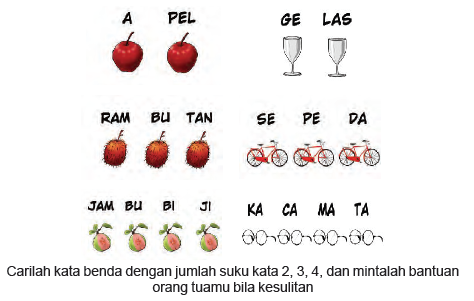 A PEL GE LAS
RAM BU TAN SE PE DA
JAM BU BI JI KA CA MA TA
Carilah kata benda dengan jumlah suku kata 2, 3, 4, dan mintalah bantuan
orang tuamu bila kesulitan